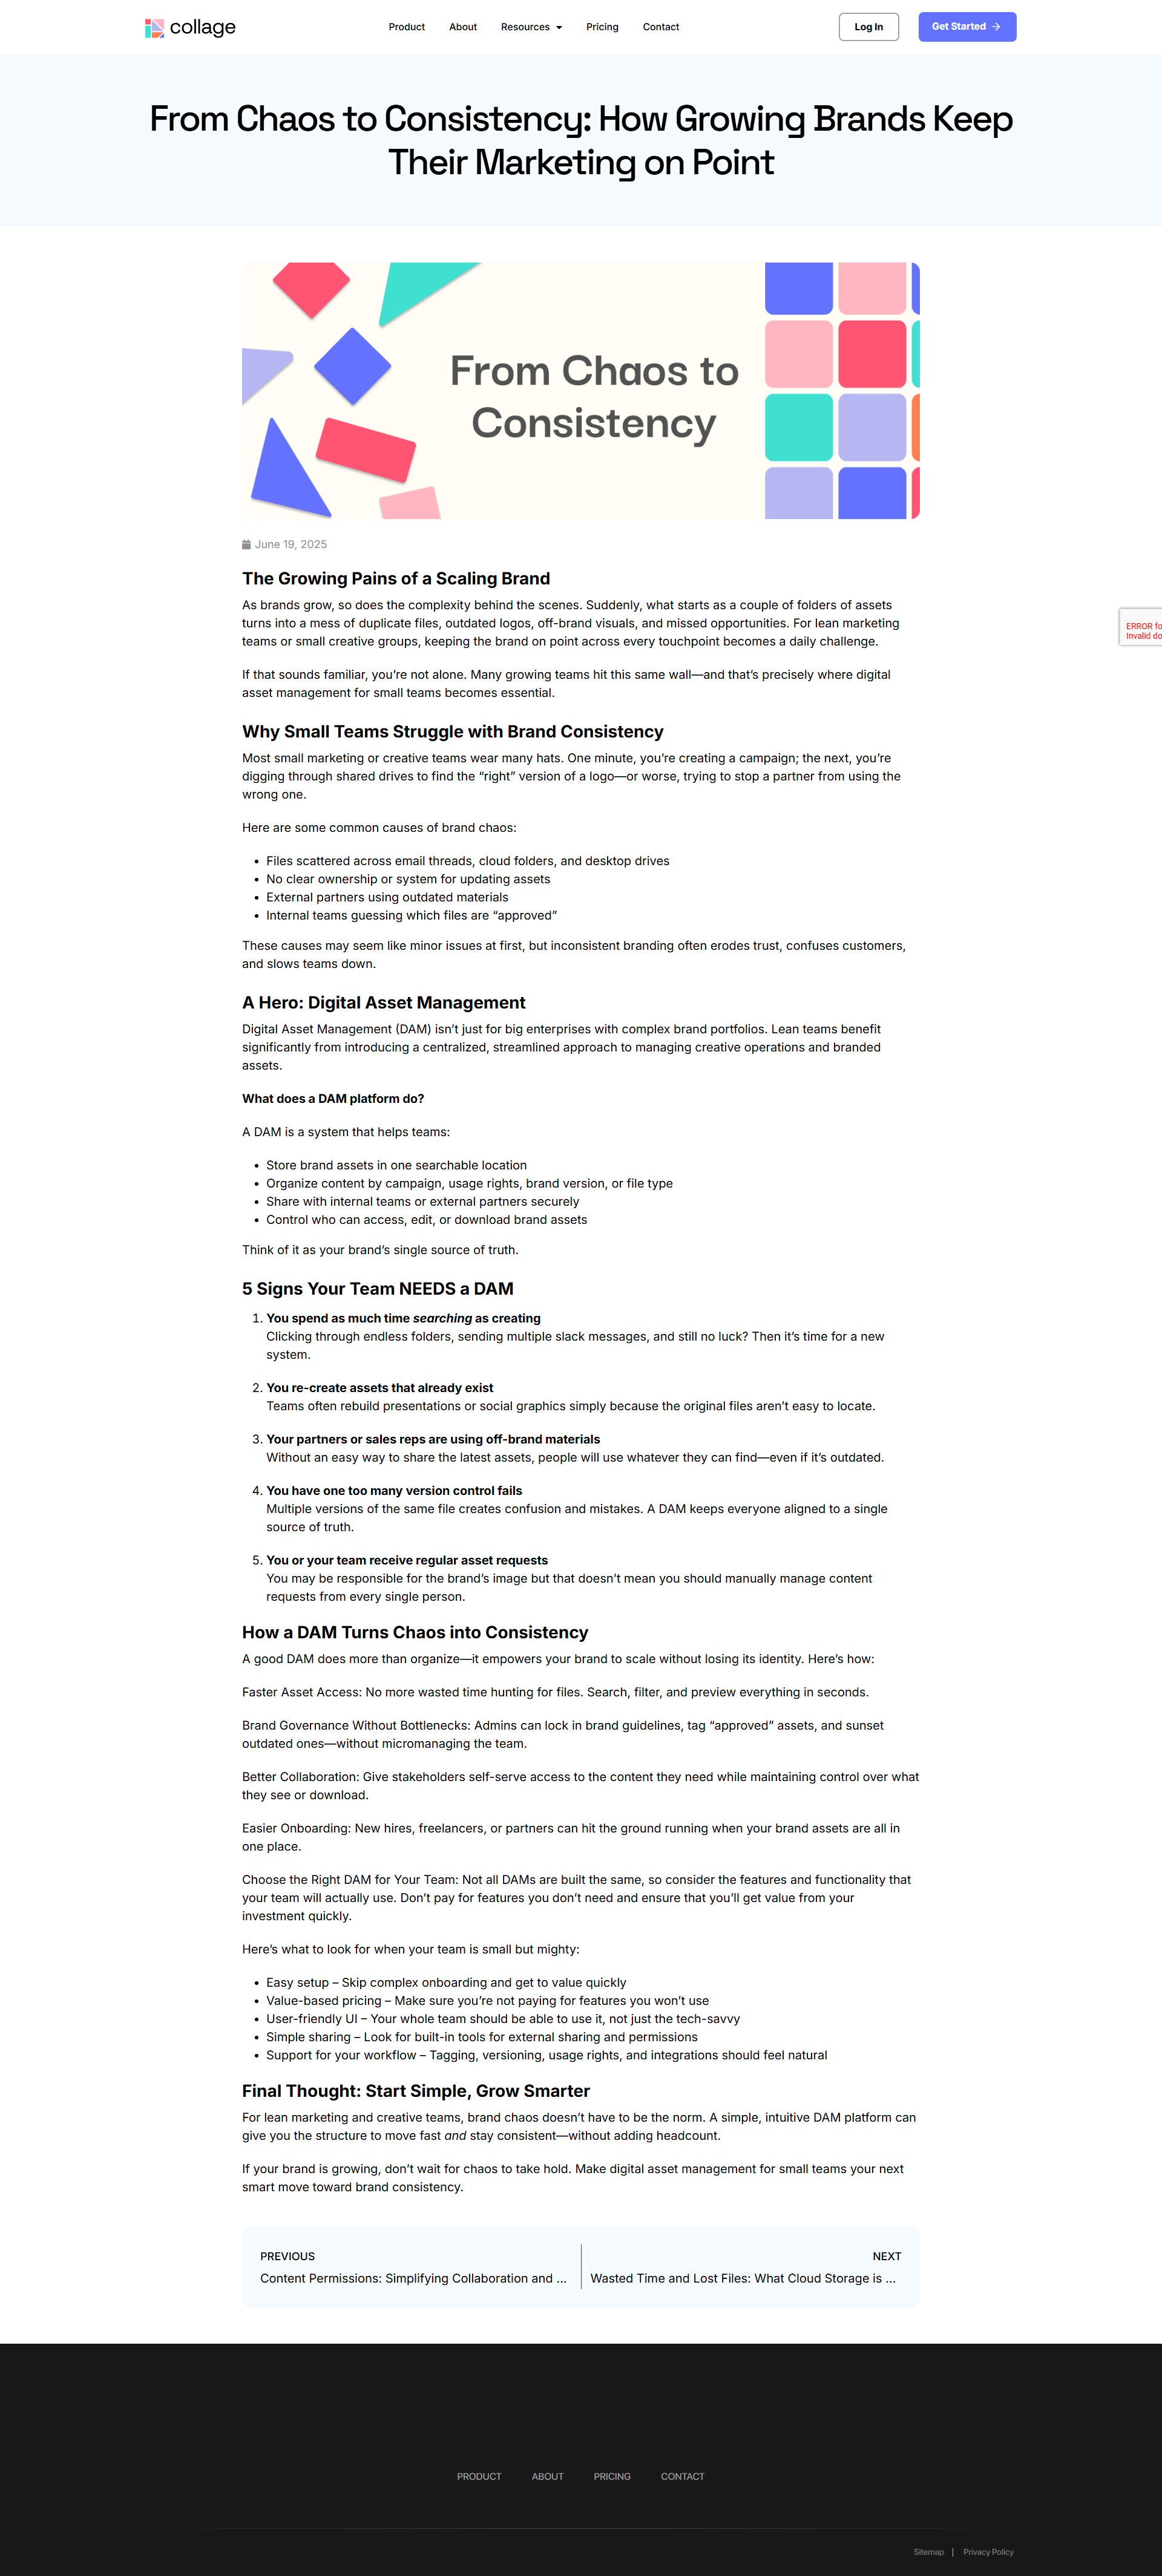 collage
Product
About
Resources
Pricing
Contact
Log In
Get Started
From Chaos to Consistency: How Growing Brands Keep
Their Marketing on Point
From Chaos to
Consistency
June 19, 2025
The Growing Pains of a Scaling Brand
As brands grow, so does the complexity behind the scenes. Suddenly, what starts as a couple of folders of assets
turns into a mess of duplicate files, outdated logos, off-brand visuals, and missed opportunities. For lean marketing
teams or small creative groups, keeping the brand on point across every touchpoint becomes a daily challenge.
ERROR fo
Invalid do
If that sounds familiar, you’re not alone. Many growing teams hit this same wall—and that’s precisely where digital
asset management for small teams becomes essential.
Why Small Teams Struggle with Brand Consistency
Most small marketing or creative teams wear many hats. One minute, you’re creating a campaign; the next, you’re
digging through shared drives to find the “right” version of a logo—or worse, trying to stop a partner from using the
wrong one.
Here are some common causes of brand chaos:
• Files scattered across email threads, cloud folders, and desktop drives
• No clear ownership or system for updating assets
• External partners using outdated materials
• Internal teams guessing which files are “approved”
These causes may seem like minor issues at first, but inconsistent branding often erodes trust, confuses customers,
and slows teams down.
A Hero: Digital Asset Management
Digital Asset Management (DAM) isn’t just for big enterprises with complex brand portfolios. Lean teams benefit
significantly from introducing a centralized, streamlined approach to managing creative operations and branded
assets.
What does a DAM platform do?
A DAM is a system that helps teams:
• Store brand assets in one searchable location
• Organize content by campaign, usage rights, brand version, or file type
• Share with internal teams or external partners securely
• Control who can access, edit, or download brand assets
Think of it as your brand’s single source of truth.
5 Signs Your Team NEEDS a DAM
1. You spend as much time searching as creating
Clicking through endless folders, sending multiple slack messages, and still no luck? Then it’s time for a new
system.
2. You re-create assets that already exist
Teams often rebuild presentations or social graphics simply because the original files aren’t easy to locate.
3. Your partners or sales reps are using off-brand materials
Without an easy way to share the latest assets, people will use whatever they can find—even if it’s outdated.
4. You have one too many version control fails
Multiple versions of the same file creates confusion and mistakes. A DAM keeps everyone aligned to a single
source of truth.
5. You or your team receive regular asset requests
You may be responsible for the brand’s image but that doesn’t mean you should manually manage content
requests from every single person.
How a DAM Turns Chaos into Consistency
A good DAM does more than organize—it empowers your brand to scale without losing its identity. Here’s how:
Faster Asset Access: No more wasted time hunting for files. Search, filter, and preview everything in seconds.
Brand Governance Without Bottlenecks: Admins can lock in brand guidelines, tag “approved” assets, and sunset
outdated ones—without micromanaging the team.
Better Collaboration: Give stakeholders self-serve access to the content they need while maintaining control over what
they see or download.
Easier Onboarding: New hires, freelancers, or partners can hit the ground running when your brand assets are all in
one place.
Choose the Right DAM for Your Team: Not all DAMs are built the same, so consider the features and functionality that
your team will actually use. Don’t pay for features you don’t need and ensure that you’ll get value from your
investment quickly.
Here’s what to look for when your team is small but mighty:
• Easy setup – Skip complex onboarding and get to value quickly
• Value-based pricing – Make sure you’re not paying for features you won’t use
• User-friendly UI – Your whole team should be able to use it, not just the tech-savvy
• Simple sharing – Look for built-in tools for external sharing and permissions
• Support for your workflow – Tagging, versioning, usage rights, and integrations should feel natural
Final Thought: Start Simple, Grow Smarter
For lean marketing and creative teams, brand chaos doesn’t have to be the norm. A simple, intuitive DAM platform can
give you the structure to move fast and stay consistent—without adding headcount.
If your brand is growing, don’t wait for chaos to take hold. Make digital asset management for small teams your next
smart move toward brand consistency.
PREVIOUS
Content Permissions: Simplifying Collaboration and ...
NEXT
Wasted Time and Lost Files: What Cloud Storage is ...
PRODUCT
ABOUT
PRICING
CONTACT
Sitemap | Privacy Policy